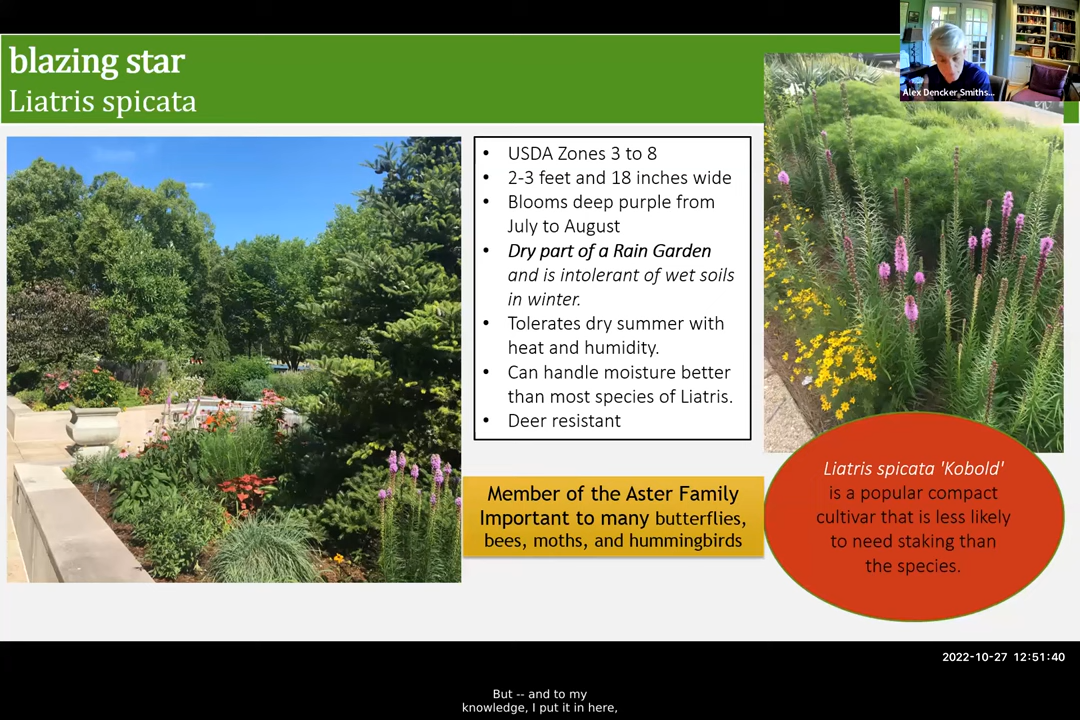 blazing star
Liatris spicata
Alex Dencker Smiths...
• USDA Zones 3 to 8
• 2-3 feet and 18 inches wide
• Blooms deep purple from
July to August
• Dry part of a Rain Garden
and is intolerant of wet soils
in winter.
• Tolerates dry summer with
heat and humidity.
• Can handle moisture better
than most species of Liatris.
• Deer resistant
Member of the Aster Family
Important to many butterflies,
bees, moths, and hummingbirds
Liatris spicata 'Kobold'
is a popular compact
cultivar that is less likely
to need staking than
the species.
2022-10-27 12:51:40
But -- and to my
knowledge, I put it in here,